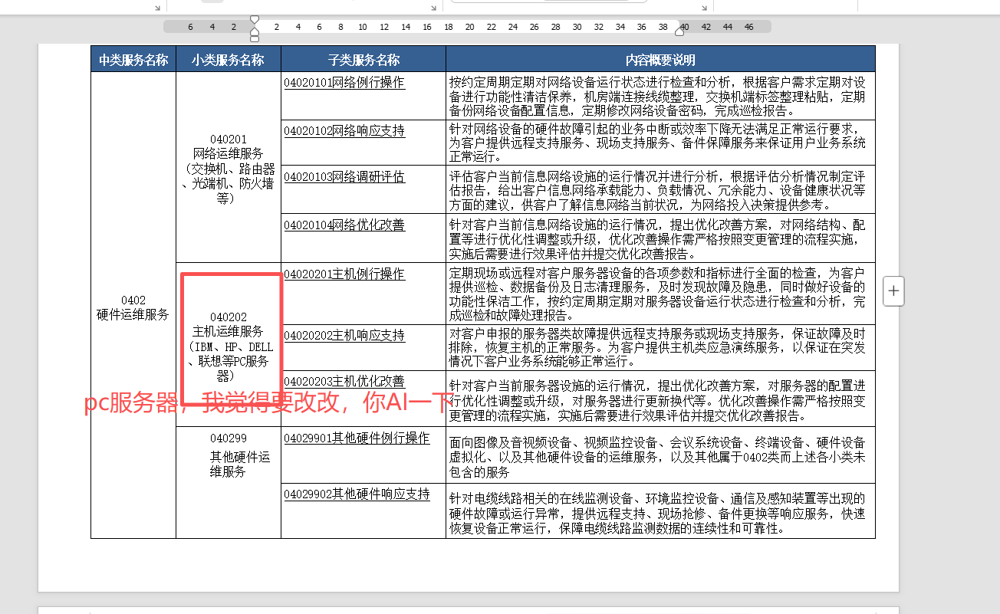 6 4 2 2 4 6 8 10 12 14 16 18 20 22 24 26 28 30 32 34 36 38 40 42 44 46
中类服务名称 小类服务名称 子类服务名称 内容概要说明
0402
硬件运维服务
040201
网络运维服务
（交换机、路由器
、光端机、防火墙
等）
04020101网络例行操作
按约定周期定期对网络设备运行状态进行检查和分析，根据客户需求定期对设
备进行功能性清洁保养，机房端连接线缆整理，交换机端标签整理粘贴，定期
备份网络设备配置信息，定期修改网络设备密码，完成巡检报告。
04020102网络响应支持
针对网络设备的硬件故障引起的业务中断或效率下降无法满足正常运行要求，
为客户提供远程支持服务、现场支持服务、备件保障服务来保证用户业务系统
正常运行。
04020103网络调研评估
评估客户当前信息网络设施的运行情况并进行分析，根据评估分析情况制定评
估报告，给出客户信息网络承载能力、负载情况、冗余能力、设备健康状况等
方面的建议，供客户了解信息网络当前状况，为网络投入决策提供参考。
04020104网络优化改善
针对客户当前信息网络设施的运行情况，提出优化改善方案，对网络结构、配
置等进行优化性调整或升级，优化改善操作需严格按照变更管理的流程实施，
实施后需要进行效果评估并提交优化改善报告。
040202
主机运维服务
（IBM、HP、DELL
、联想等PC服务
器）
04020201主机例行操作
定期现场或远程对客户服务器设备的各项参数和指标进行全面的检查，为客户
提供巡检、数据备份及日志清理服务，及时发现故障及隐患，同时做好设备的
功能性保洁工作，按约定周期定期对服务器设备运行状态进行检查和分析，完
成巡检和故障处理报告。
04020202主机响应支持
对客户申报的服务器类故障提供远程支持服务或现场支持服务，保证故障及时
排除，恢复主机的正常服务。为客户提供主机类应急演练服务，以保证在突发
情况下客户业务系统能够正常运行。
04020203主机优化改善
针对客户当前服务器设施的运行情况，提出优化改善方案，对服务器的配置进
行优化性调整或升级，对服务器进行更新换代等。优化改善操作需严格按照变
更管理的流程实施，实施后需要进行效果评估并提交优化改善报告。
pc服务器，我觉得要改改，你AI一下
040299
其他硬件运
维服务
04029901其他硬件例行操作
面向图像及音视频设备、视频监控设备、会议系统设备、终端设备、硬件设备
虚拟化、以及其他硬件设备的运维服务，以及其他属于0402类而上述各小类未
包含的服务
04029902其他硬件响应支持
针对电缆线路相关的在线监测设备、环境监控设备、通信及感知装置等出现的
硬件故障或运行异常，提供远程支持、现场抢修、备件更换等响应服务，快速
恢复设备正常运行，保障电缆线路监测数据的连续性和可靠性。